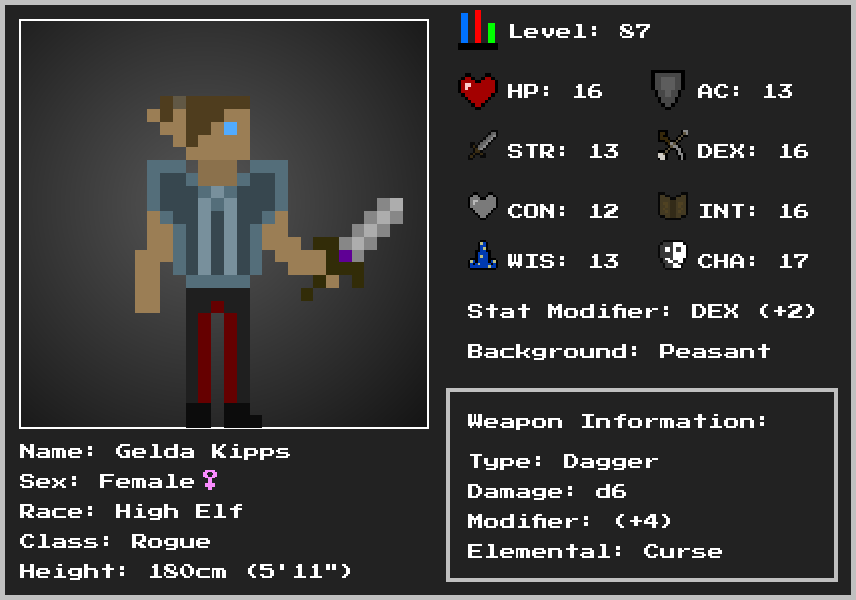 Level: 87
HP: 16 AC: 13
STR: 13 DEX: 16
CON: 12 INT: 16
WIS: 13 CHA: 17
Stat Modifier: DEX (+2)
Background: Peasant
Weapon Information:
Type: Dagger
Damage: d6
Modifier: (+4)
Elemental: Curse
Name: Gelda Kipps
Sex: Female♀
Race: High Elf
Class: Rogue
Height: 180cm (5'11")